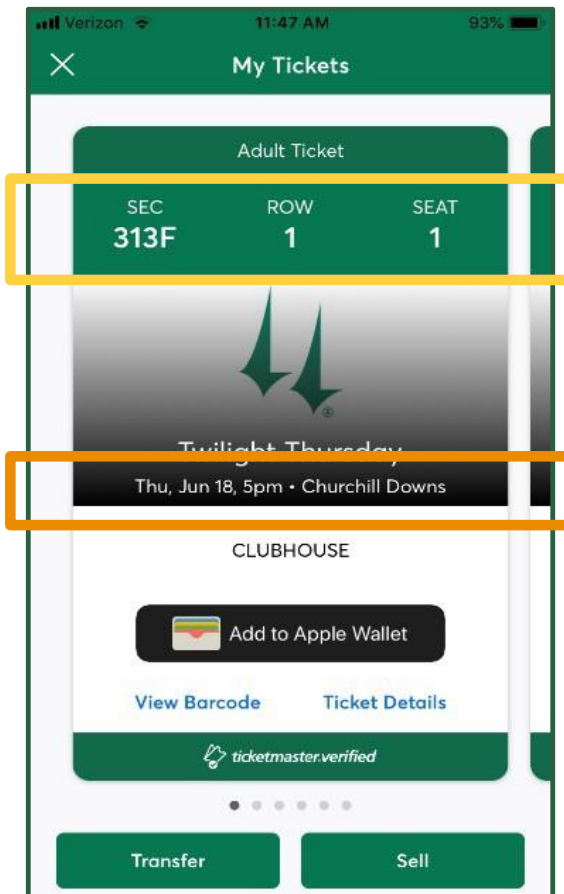 Verizon 11:47 AM 93%
My Tickets
Adult Ticket
SEC ROW SEAT
313F 1 1
®
Twilight Thursday
Thu, Jun 18, 5pm • Churchill Downs
CLUBHOUSE
Add to Apple Wallet
View Barcode Ticket Details
ticketmaster.verified
Transfer Sell